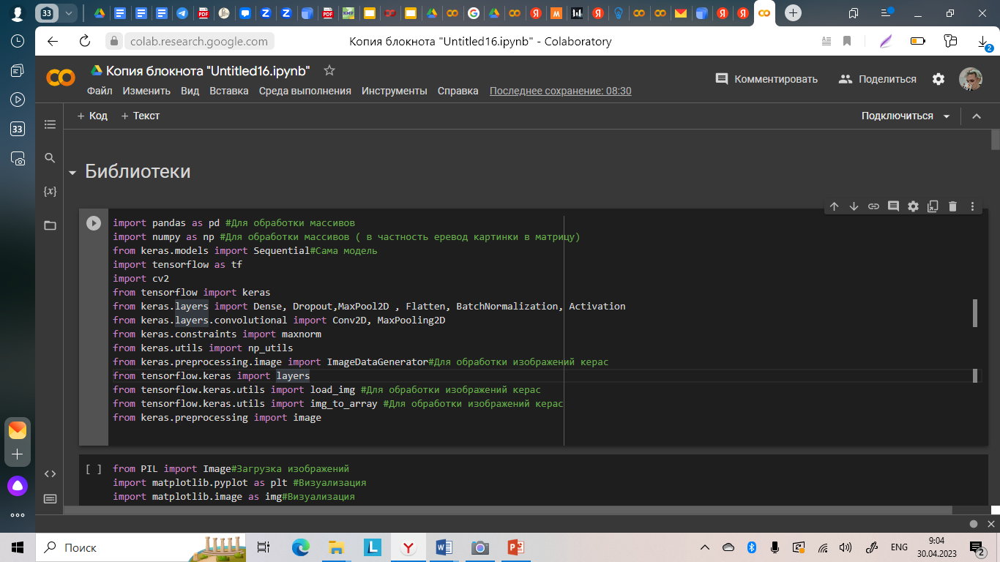 33
colab.research.google.com
Копия блокнота "Untitled16.ipynb" - Colaboratory
2
Копия блокнота "Untitled16.ipynb"
Комментировать
Поделиться
Файл Изменить Вид Вставка Среда выполнения Инструменты Справка Последнее сохранение: 08:30
+ Код + Текст
Подключиться
33
{x}
Библиотеки
import pandas as pd #Для обработки массивов
import numpy as np #Для обработки массивов ( в частность еревод картинки в матрицу)
from keras.models import Sequential#Сама модель
import tensorflow as tf
import cv2
from tensorflow import keras
from keras.layers import Dense, Dropout,MaxPool2D , Flatten, BatchNormalization, Activation
from keras.layers.convolutional import Conv2D, MaxPooling2D
from keras.constraints import maxnorm
from keras.utils import np_utils
from keras.preprocessing.image import ImageDataGenerator#Для обработки изображений керас
from tensorflow.keras import layers
from tensorflow.keras.utils import load_img #Для обработки изображений керас
from tensorflow.keras.utils import img_to_array #Для обработки изображений керас
from keras.preprocessing import image
[ ] from PIL import Image#Загрузка изображений
import matplotlib.pyplot as plt #Визуализация
import matplotlib.image as img#Визуализация
Поиск
ENG
9:04
30.04.2023
2